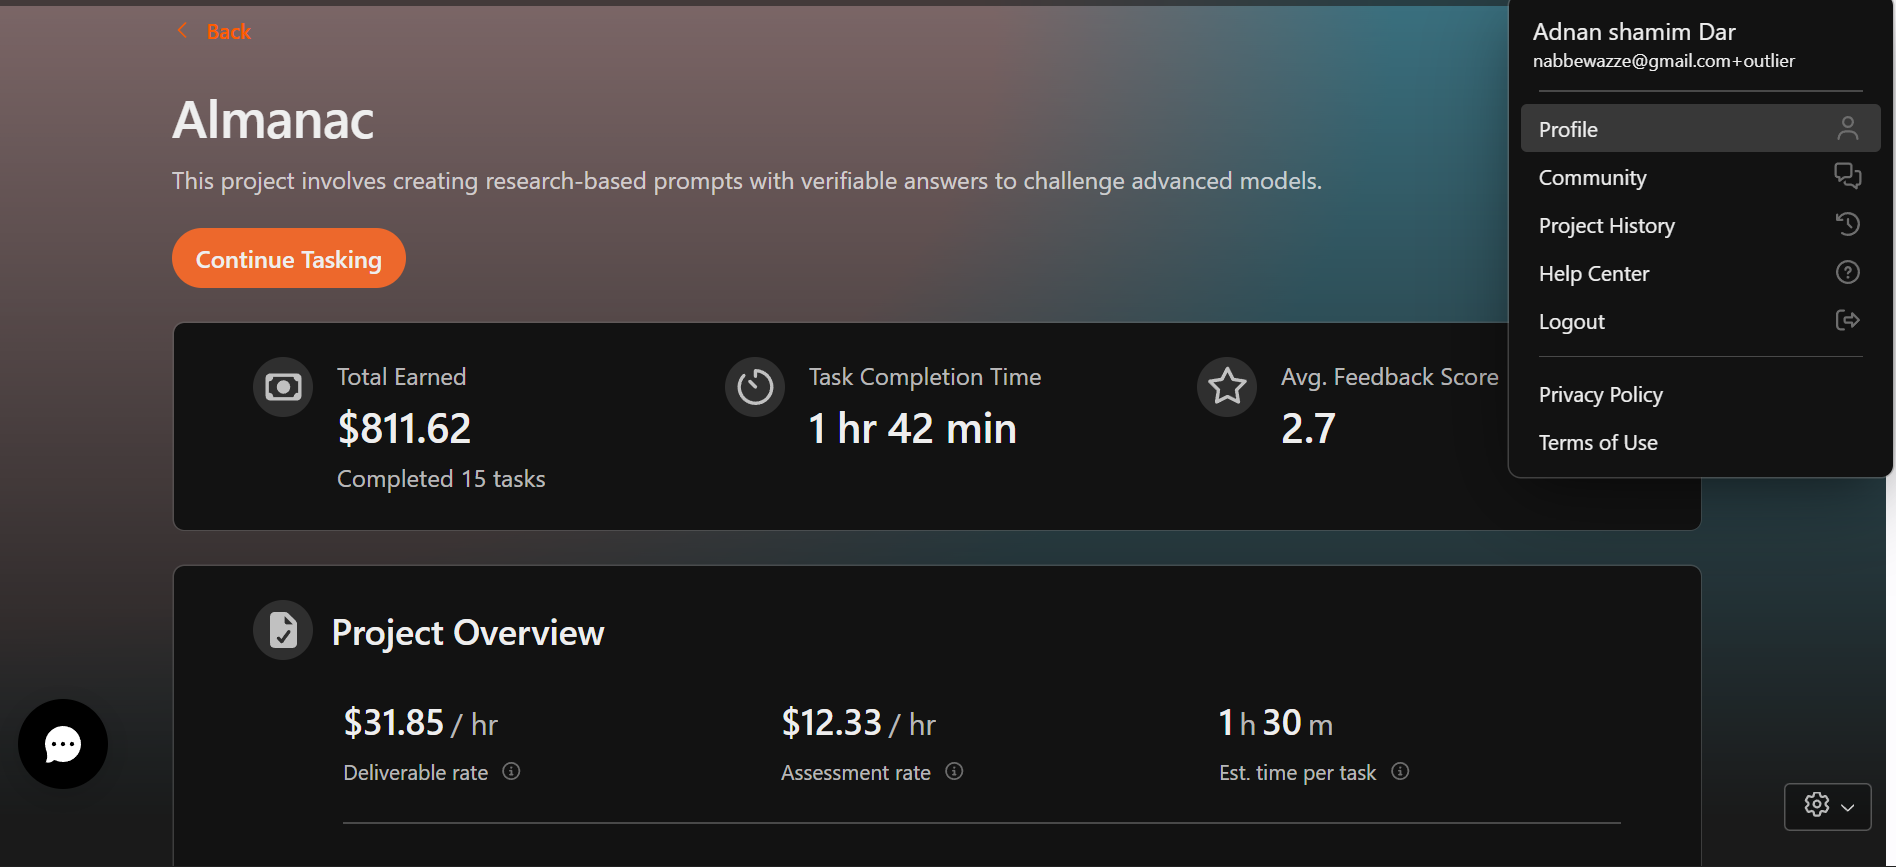 Back
Almanac
This project involves creating research-based prompts with verifiable answers to challenge advanced models.
Continue Tasking
Total Earned
$811.62
Completed 15 tasks
Task Completion Time
1 hr 42 min
Avg. Feedback Score
2.7
Adnan shamim Dar
nabbewazze@gmail.com+outlier
Profile
Community
Project History
Help Center
Logout
Privacy Policy
Terms of Use
Project Overview
$31.85 / hr
Deliverable rate
$12.33 / hr
Assessment rate
1 h 30 m
Est. time per task